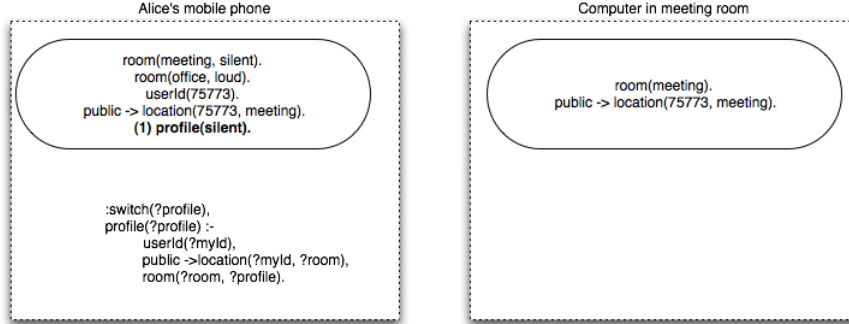 Alice's mobile phone
room(meeting, silent).
room(office, loud).
userId(75773).
public -> location(75773, meeting).
(1) profile(silent).
:switch(?profile),
profile(?profile) :-
userId(?myId),
public ->location(?myId, ?room),
room(?room, ?profile).
Computer in meeting room
room(meeting).
public -> location(75773, meeting).